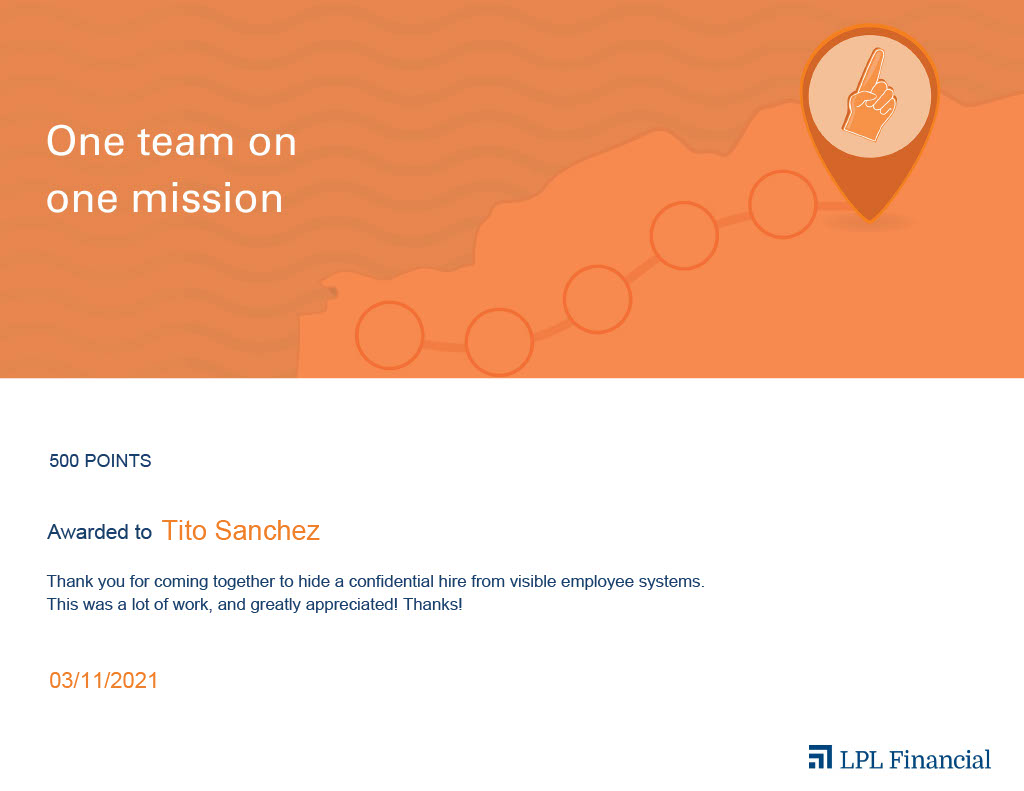 One team on
one mission
500 POINTS
Awarded to Tito Sanchez
Thank you for coming together to hide a confidential hire from visible employee systems.
This was a lot of work, and greatly appreciated! Thanks!
03/11/2021
LPL Financial